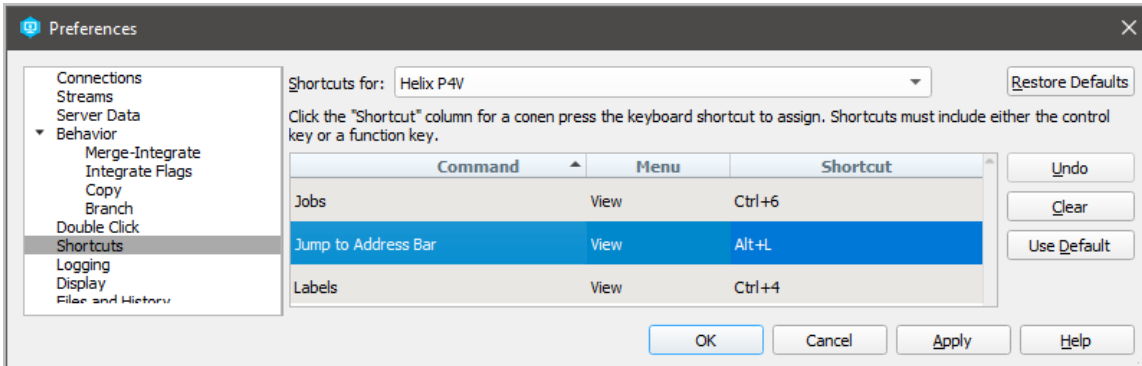 Preferences
Connections
Streams
Server Data
Behavior
Merge-Integrate
Integrate Flags
Copy
Branch
Double Click
Shortcuts
Logging
Display
Files and History
Shortcuts for: Helix P4V
Restore Defaults
Click the "Shortcut" column for a conen press the keyboard shortcut to assign. Shortcuts must include either the control
key or a function key.
Command Menu Shortcut
Jobs View Ctrl+6
Jump to Address Bar View Alt+L
Labels View Ctrl+4
Undo
Clear
Use Default
OK Cancel Apply Help